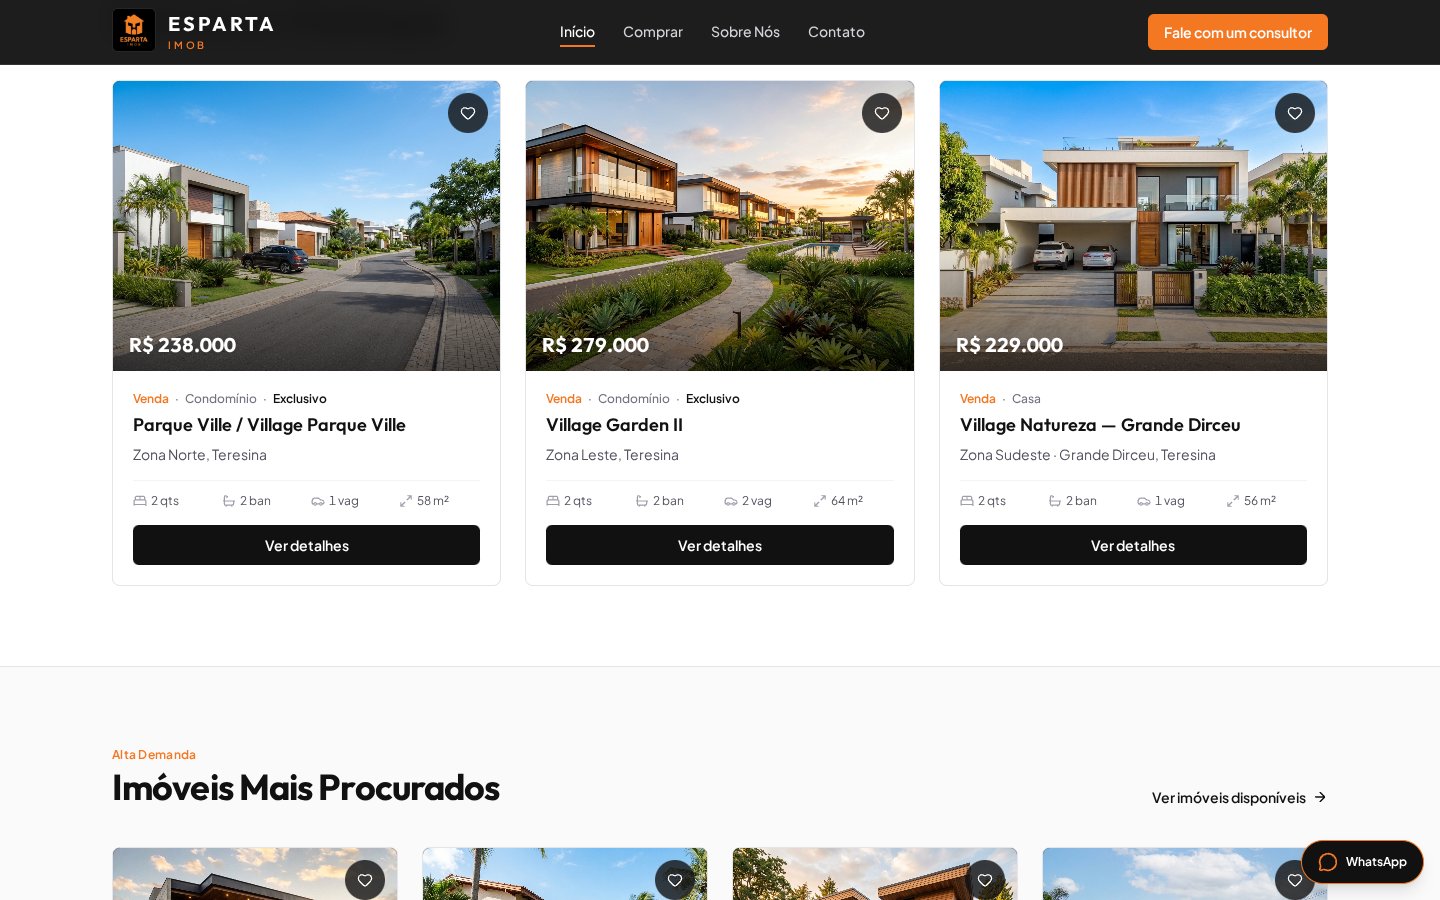 ESPARTA
IMOB
ESPARTA
IMOB
Início
Comprar
Sobre Nós
Contato
Fale com um consultor
R$ 238.000
R$ 279.000
R$ 229.000
Venda · Condomínio · Exclusivo
Parque Ville / Village Parque Ville
Zona Norte, Teresina
2 qts
2 ban
1 vag
58 m²
Ver detalhes
Venda · Condomínio · Exclusivo
Village Garden II
Zona Leste, Teresina
2 qts
2 ban
2 vag
64 m²
Ver detalhes
Venda · Casa
Village Natureza — Grande Dirceu
Zona Sudeste · Grande Dirceu, Teresina
2 qts
2 ban
1 vag
56 m²
Ver detalhes
Alta Demanda
Imóveis Mais Procurados
Ver imóveis disponíveis
WhatsApp